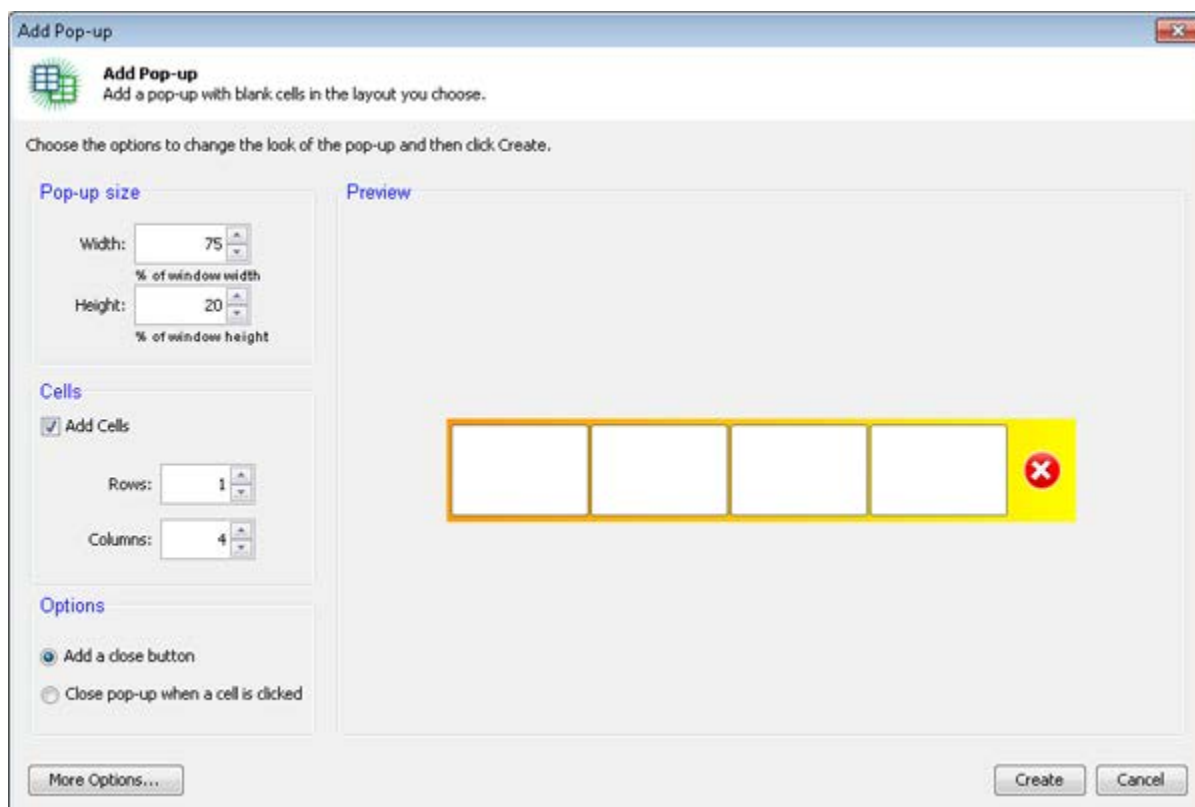 Add Pop-up
Add Pop-up
Add a pop-up with blank cells in the layout you choose.
Choose the options to change the look of the pop-up and then click Create.
Pop-up size
Width: 75
% of window width
Height: 20
% of window height
Cells
Add Cells
Rows: 1
Columns: 4
Options
Add a close button
Close pop-up when a cell is clicked
Preview
More Options...
Create
Cancel